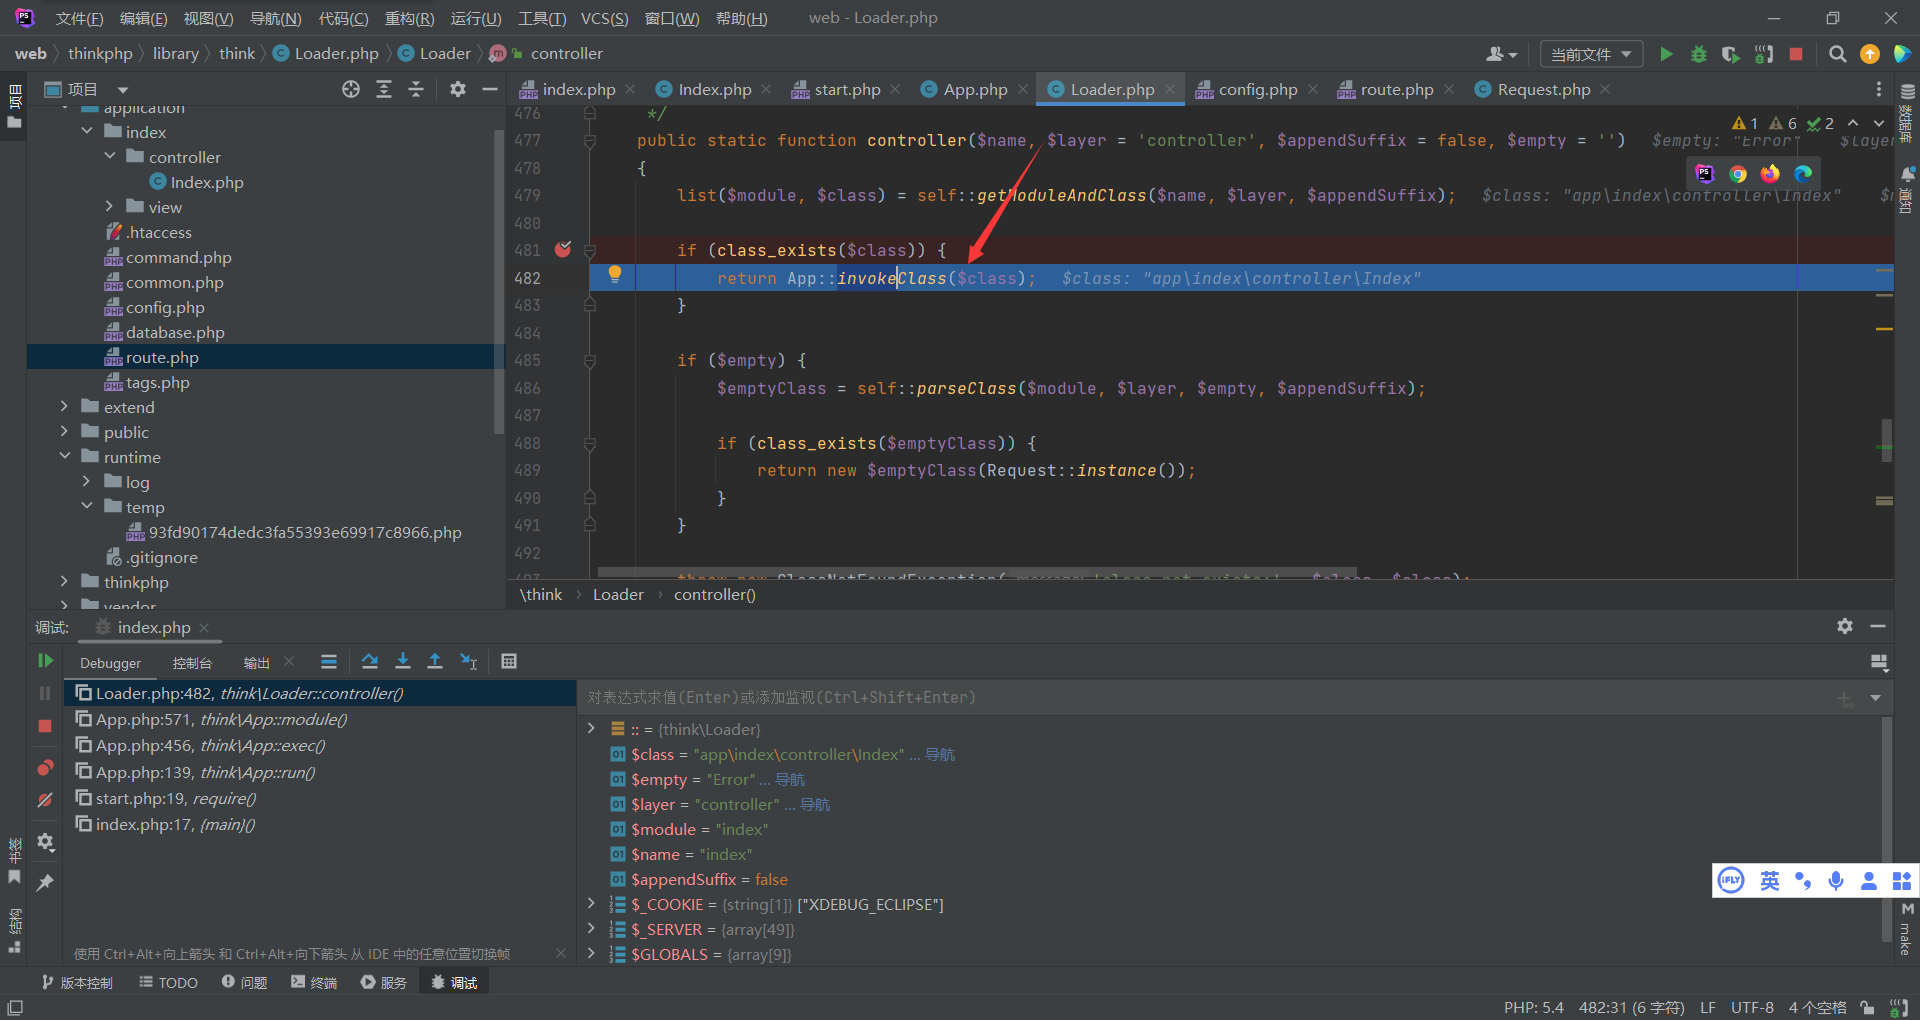 文件(F) 编辑(E) 视图(V) 导航(N) 代码(C) 重构(R) 运行(U) 工具(T) VCS(S) 窗口(W) 帮助(H) web - Loader.php
web thinkphp library think Loader.php Loader controller
当前文件
项目
index.php Index.php start.php App.php Loader.php config.php route.php Request.php
项目
application
index
controller
Index.php
view
.htaccess
command.php
common.php
config.php
database.php
route.php
tags.php
extend
public
runtime
log
temp
93fd90174dedc3fa55393e69917c8966.php
.gitignore
thinkphp
vendor
1 6 2
476 */
477 public static function controller($name, $layer = 'controller', $appendSuffix = false, $empty = '') $empty: "Error" $layer
478 {
479 list($module, $class) = self::getModuleAndClass($name, $layer, $appendSuffix); $class: "app\index\controller\Index"
480
481 if (class_exists($class)) {
482 return App::invokeClass($class); $class: "app\index\controller\Index"
483 }
484
485 if ($empty) {
486 $emptyClass = self::parseClass($module, $layer, $empty, $appendSuffix);
487
488 if (class_exists($emptyClass)) {
489 return new $emptyClass(Request::instance());
490 }
491 }
492
\think Loader controller()
数据库
通知
调试: index.php
Debugger 控制台 输出
Loader.php:482, think\Loader::controller()
App.php:571, think\App::module()
App.php:456, think\App::exec()
App.php:139, think\App::run()
start.php:19, require()
index.php:17, {main}()
使用 Ctrl+Alt+向上箭头 和 Ctrl+Alt+向下箭头 从 IDE 中的任意位置切换帧
对表达式求值(Enter)或添加监视(Ctrl+Shift+Enter)
:: = {think\Loader}
$class = "app\index\controller\Index" ... 导航
$empty = "Error" ... 导航
$layer = "controller" ... 导航
$module = "index"
$name = "index"
$appendSuffix = false
$_COOKIE = {string[1]} ["XDEBUG_ECLIPSE"]
$_SERVER = {array[49]}
$GLOBALS = {array[9]}
书签
结构
iFLY 英
M make
版本控制 TODO 问题 终端 服务 调试
PHP: 5.4 482:31 (6 字符) LF UTF-8 4 个空格